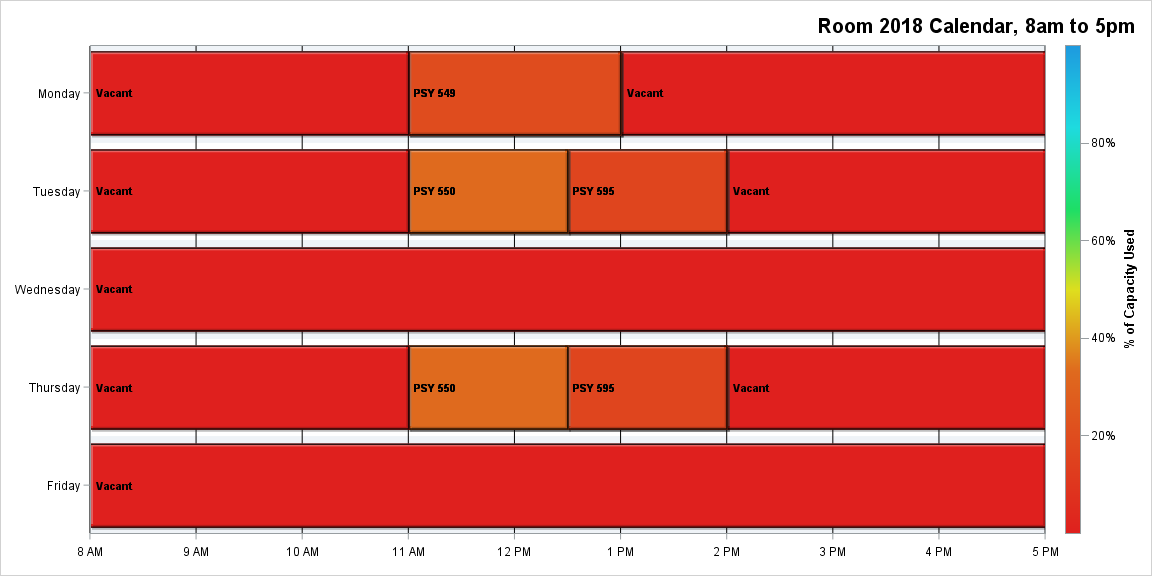 Room 2018 Calendar, 8am to 5pm
Monday
Vacant
PSY 549
Vacant
Tuesday
Vacant
PSY 550
PSY 595
Vacant
Wednesday
Vacant
Thursday
Vacant
PSY 550
PSY 595
Vacant
Friday
Vacant
8 AM 9 AM 10 AM 11 AM 12 PM 1 PM 2 PM 3 PM 4 PM 5 PM
80%
60%
40%
20%
% of Capacity Used